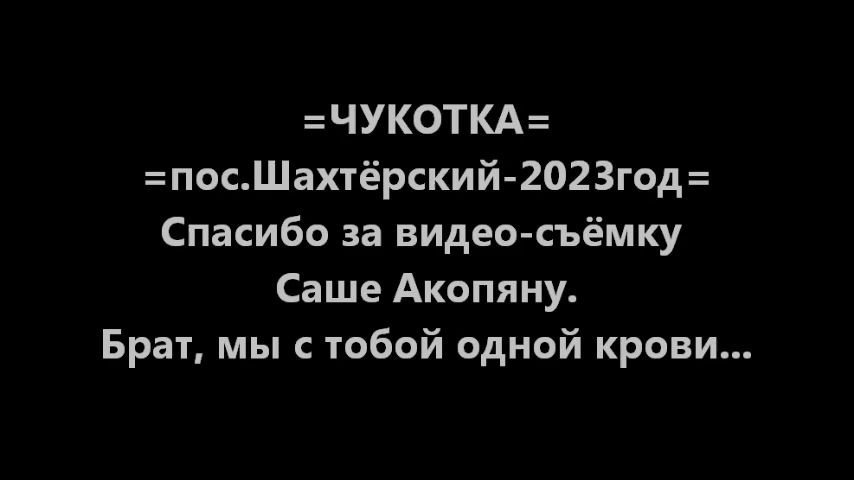 =ЧУКОТКА=
=пос.Шахтёрский-2023год=
Спасибо за видео-съёмку
Саше Акопяну.
Брат, мы с тобой одной крови...